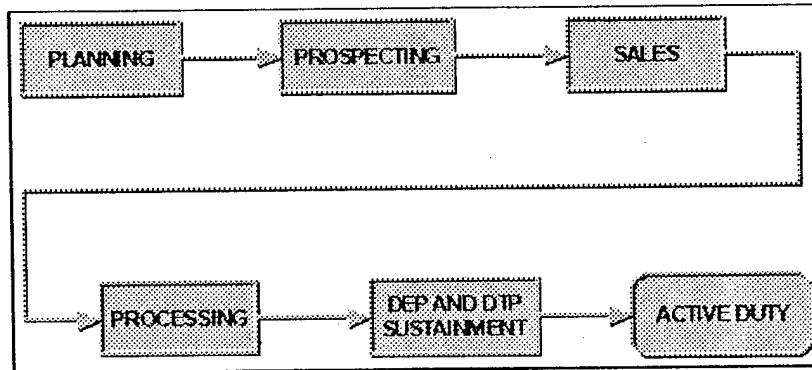 PLANNING
PROSPECTING
SALES
PROCESSING
DEP AND DTP
SUSTAINMENT
ACTIVE DUTY